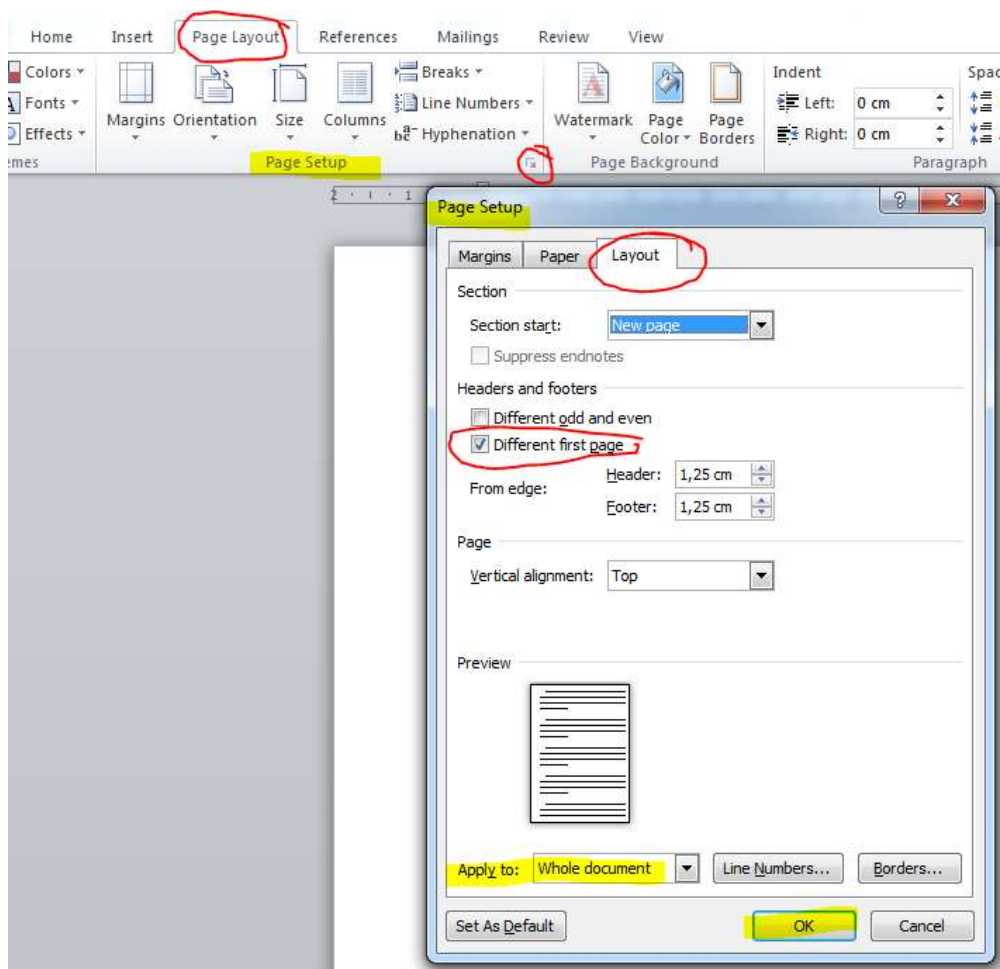 Home Insert Page Layout References Mailings Review View
Colors Breaks Indent Spac
Fonts Line Numbers Left: 0 cm
Margins Orientation Size Columns Watermark Page Page
Effects Hyphenation Color Borders Right: 0 cm
emes Page Setup Page Background Paragraph
2 1
Page Setup
Margins Paper Layout
Section
Section start: New page
Suppress endnotes
Headers and footers
Different odd and even
Different first page
From edge: Header: 1,25 cm
Footer: 1,25 cm
Page
Vertical alignment: Top
Preview
Apply to: Whole document Line Numbers... Borders...
Set As Default OK Cancel